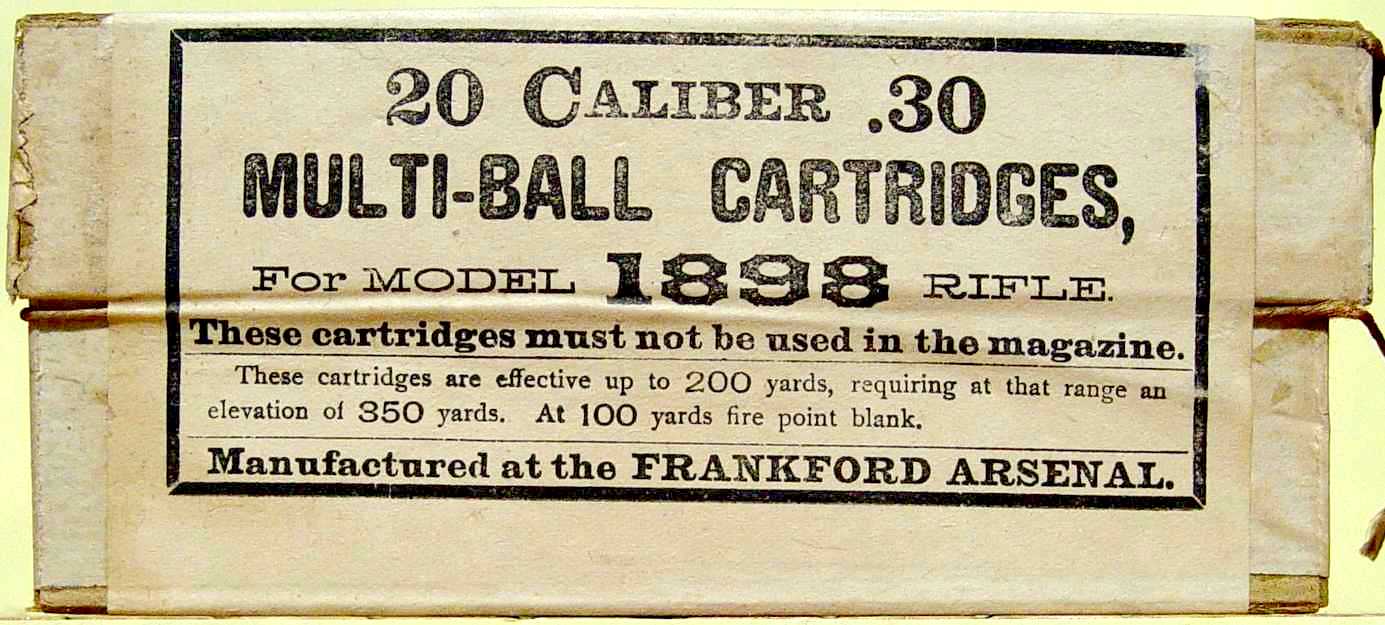 20 CALIBER .30
MULTI-BALL CARTRIDGES,
For MODEL 1898 RIFLE.
These cartridges must not be used in the magazine.
These cartridges are effective up to 200 yards, requiring at that range an
elevation of 350 yards. At 100 yards fire point blank.
Manufactured at the FRANKFORD ARSENAL.